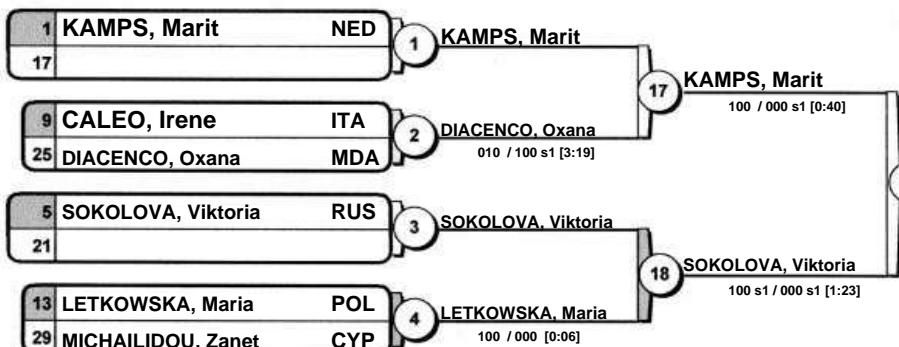 1 KAMPS, Marit NED
17
1
KAMPS, Marit
9 CALEO, Irene ITA
25 DIACENCO, Oxana MDA
2
DIACENCO, Oxana
010 / 100 s1 [3:19]
17
KAMPS, Marit
100 / 000 s1 [0:40]
5 SOKOLOVA, Viktoria RUS
21
3
SOKOLOVA, Viktoria
13 LETKOWSKA, Maria POL
29 MICHAILIDOU, Zanet CYP
4
LETKOWSKA, Maria
100 / 000 [0:06]
18
SOKOLOVA, Viktoria
100 s1 / 000 s1 [1:23]